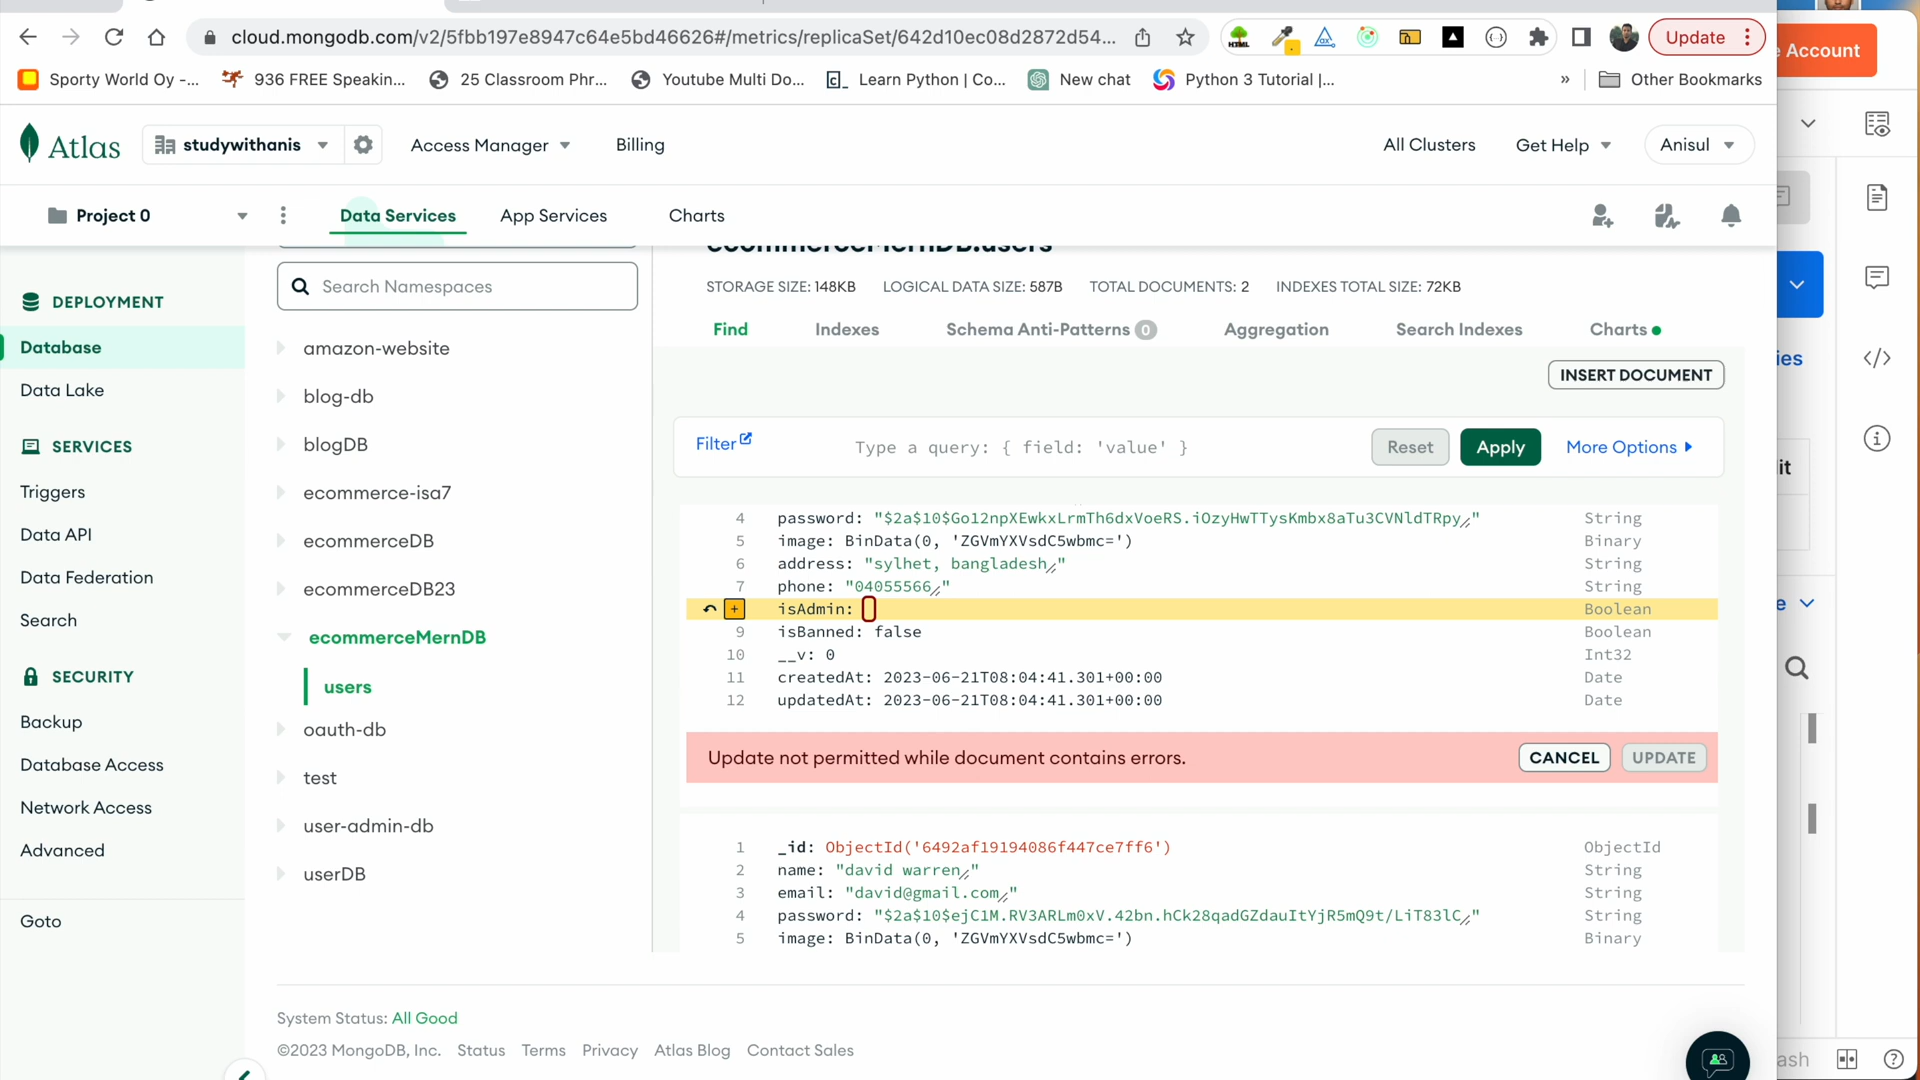 cloud.mongodb.com/v2/5fbb197e8947c64e5bd46626#/metrics/replicaSet/642d10ec08d2872d54...
Update
Account
Sporty World Oy -...
936 FREE Speakin...
25 Classroom Phr...
Youtube Multi Do...
Learn Python | Co...
New chat
Python 3 Tutorial |...
»
Other Bookmarks
Atlas
studywithanis
Access Manager
Billing
All Clusters
Get Help
Anisul
Project 0
Data Services
App Services
Charts
ecommerceMernDB.users
Search Namespaces
STORAGE SIZE: 148KB LOGICAL DATA SIZE: 587B TOTAL DOCUMENTS: 2 INDEXES TOTAL SIZE: 72KB
DEPLOYMENT
Database
Data Lake
SERVICES
Triggers
Data API
Data Federation
Search
SECURITY
Backup
Database Access
Network Access
Advanced
Goto
amazon-website
blog-db
blogDB
ecommerce-isa7
ecommerceDB
ecommerceDB23
ecommerceMernDB
users
oauth-db
test
user-admin-db
userDB
Find
Indexes
Schema Anti-Patterns 0
Aggregation
Search Indexes
Charts
INSERT DOCUMENT
Filter
Type a query: { field: 'value' }
Reset
Apply
More Options
4 password: "$2a$10$Go12npXEwkxLrmTh6dxVoeRS.iOzyHwTTysKmbx8aTu3CVNldTRpy" String
5 image: BinData(0, 'ZGVmYXVsdC5wbmc=') Binary
6 address: "sylhet, bangladesh" String
7 phone: "04055566" String
+ isAdmin: Boolean
9 isBanned: false Boolean
10 __v: 0 Int32
11 createdAt: 2023-06-21T08:04:41.301+00:00 Date
12 updatedAt: 2023-06-21T08:04:41.301+00:00 Date
Update not permitted while document contains errors.
CANCEL
UPDATE
1 _id: ObjectId('6492af19194086f447ce7ff6') ObjectId
2 name: "david warren" String
3 email: "david@gmail.com" String
4 password: "$2a$10$ejC1M.RV3ARLm0xV.42bn.hCk28qadGZdauItYjR5mQ9t/LiT83lC" String
5 image: BinData(0, 'ZGVmYXVsdC5wbmc=') Binary
System Status: All Good
©2023 MongoDB, Inc. Status Terms Privacy Atlas Blog Contact Sales
ies
it
e
ash